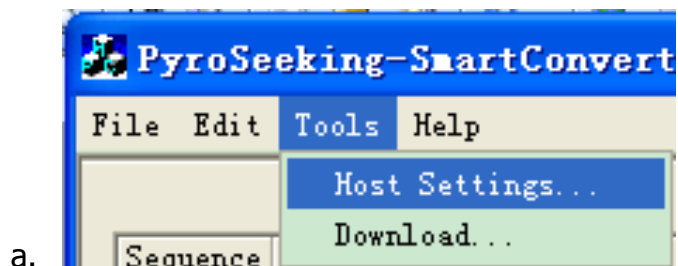 PyroSeeking-SmartConvert
File Edit Tools Help
Host Settings...
Download...
a.
Sequence